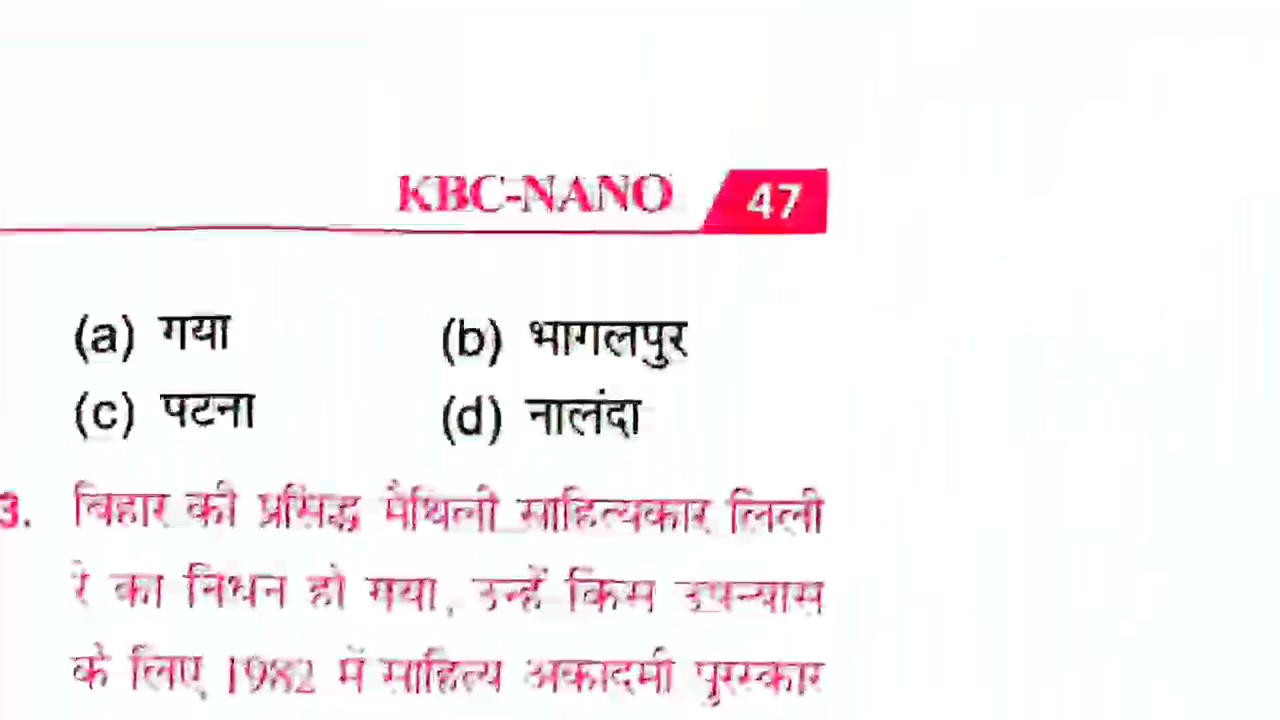 KBC-NANO 47
(a) गया (b) भागलपुर
(c) पटना (d) नालंदा
3. बिहार की प्रसिद्ध मैथिली साहित्यकार लिली
रे का निधन हो गया, उन्हें किस उपन्यास
के लिए 1982 में साहित्य अकादमी पुरस्कार